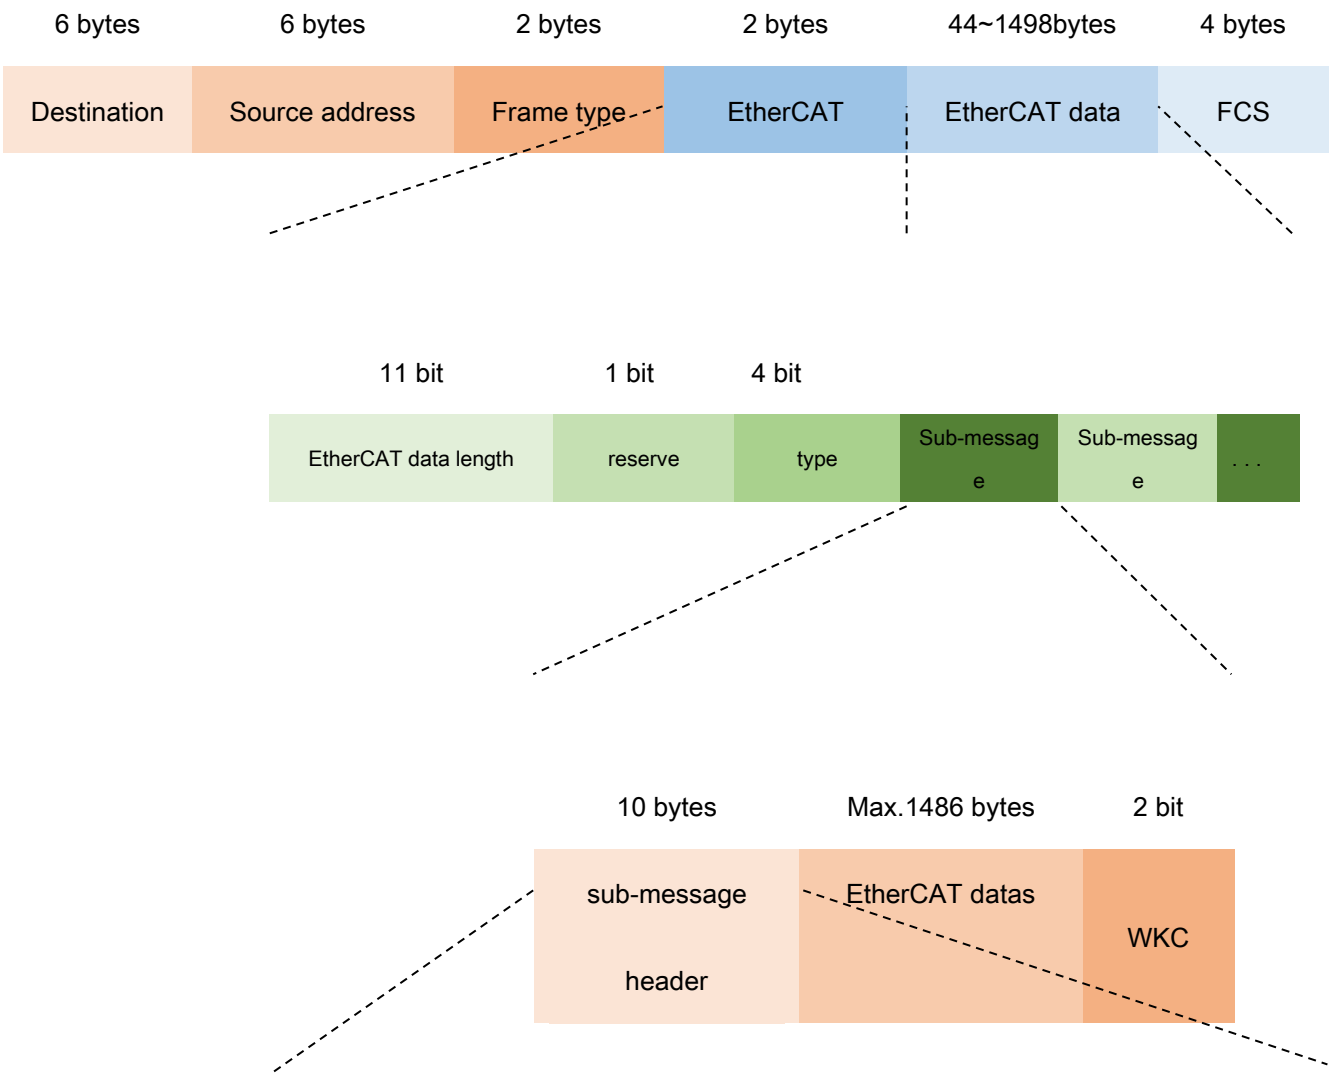 6 bytes 6 bytes 2 bytes 2 bytes 44~1498bytes 4 bytes
Destination Source address Frame type EtherCAT EtherCAT data FCS
11 bit 1 bit 4 bit
EtherCAT data length reserve type Sub-messag
e Sub-messag
e . . .
10 bytes Max.1486 bytes 2 bit
sub-message
header
EtherCAT datas
WKC